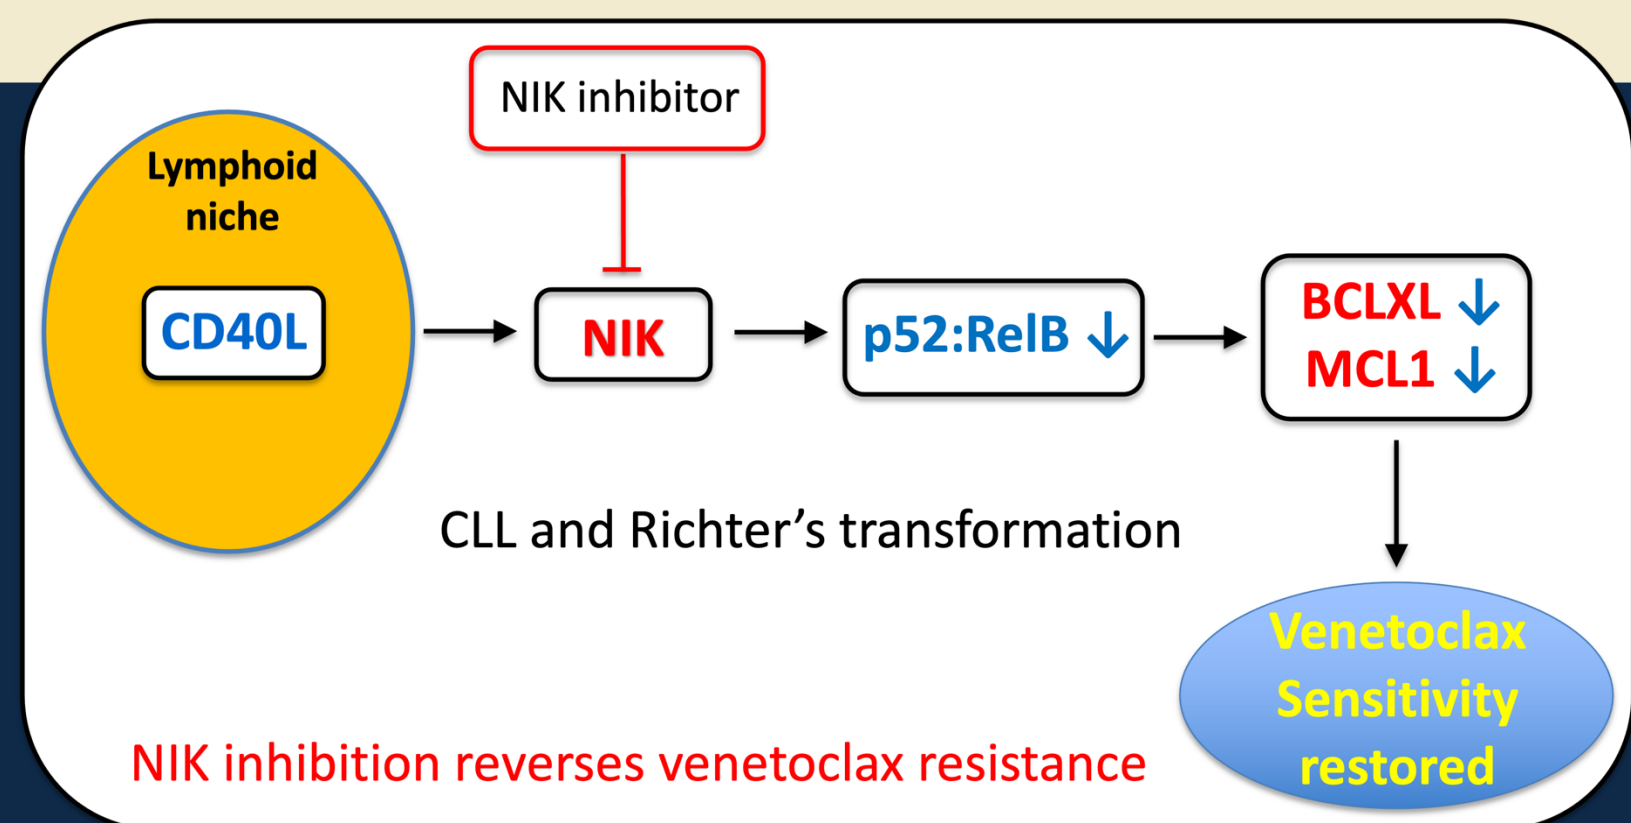 NIK inhibitor
Lymphoid
niche
CD40L
NIK
p52:RelB ↓
BCLXL ↓
MCL1 ↓
CLL and Richter’s transformation
Venetoclax
Sensitivity
restored
NIK inhibition reverses venetoclax resistance